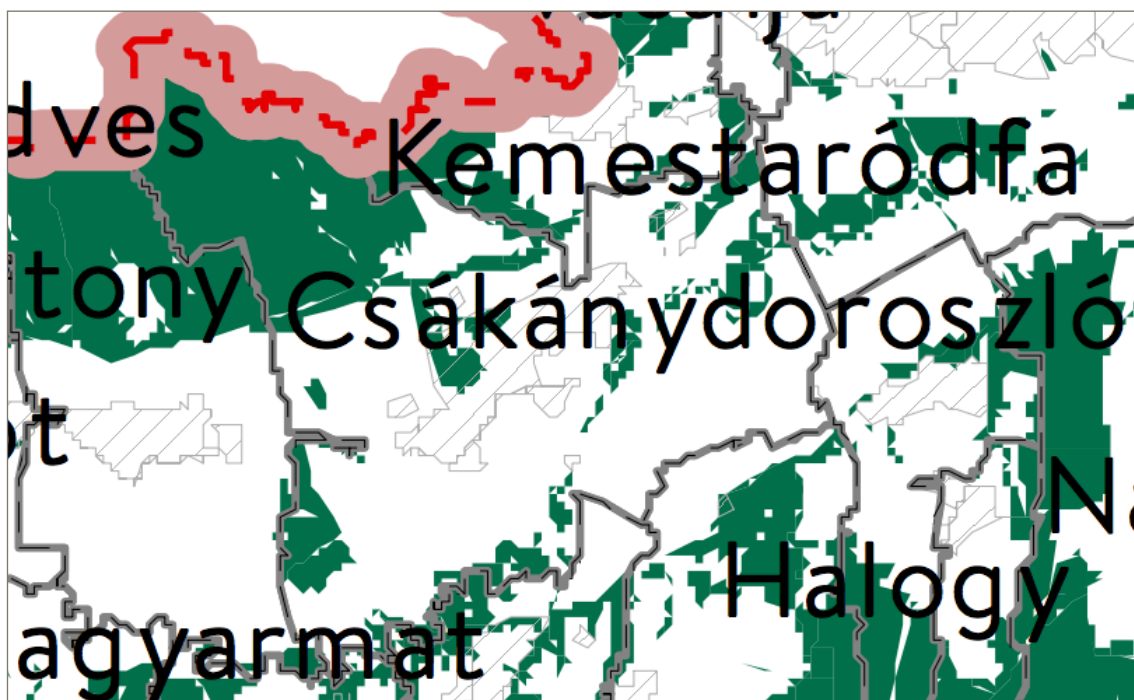 dves
Kemestaródfa
tony
Csákánydoroszló
Halogy
agyarmat